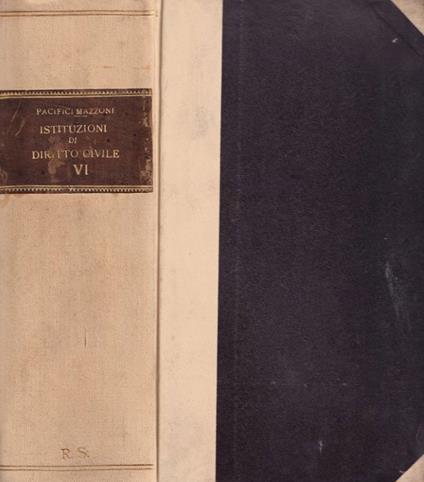 PACIFICI MAZZONI
ISTITUZIONI
DI
DIRITTO CIVILE
VI
R. S.